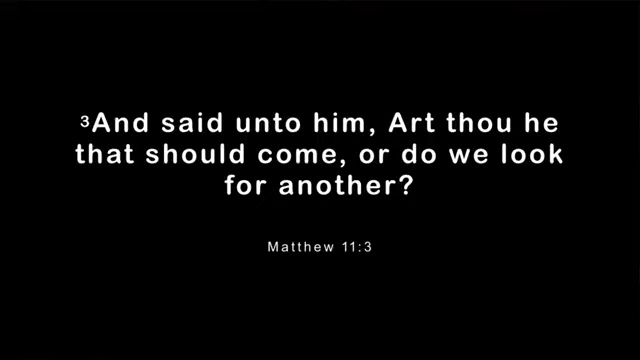 ³And said unto him, Art thou he
that should come, or do we look
for another?
Matthew 11:3